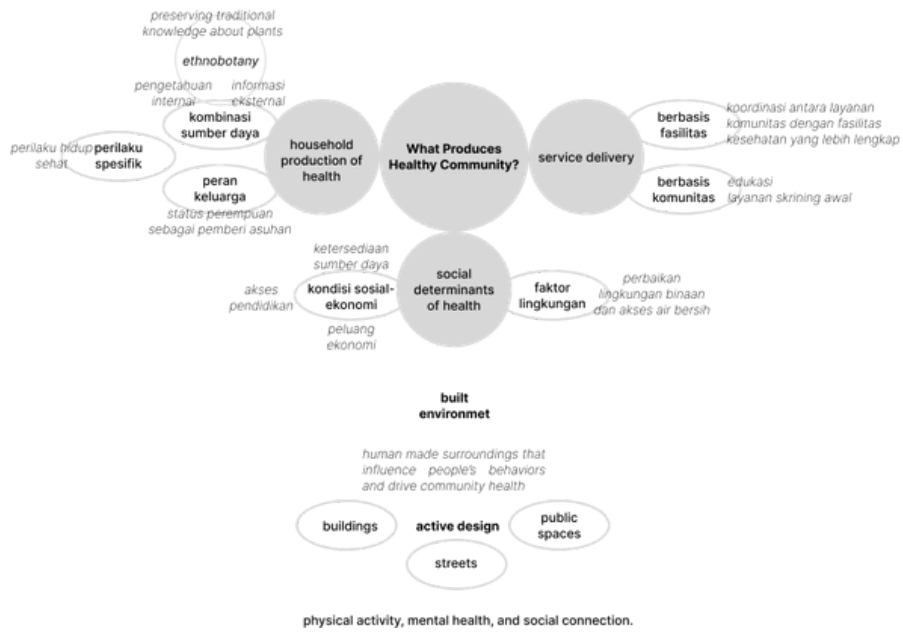 preserving traditional
knowledge about plants
ethnobotany
pengetahuan
internal
informasi
eksternal
kombinasi
sumber daya
perilaku hidup
sehat
perilaku
spesifik
peran
keluarga
status perempuan
sebagai pemberi asuhan
household
production of
health
What Produces
Healthy Community?
service delivery
berbasis
fasilitas
koordinasi antara layanan
komunitas dengan fasilitas
kesehatan yang lebih lengkap
berbasis
komunitas
edukasi
layanan skrining awal
ketersediaan
sumber daya
akses
pendidikan
kondisi sosial-
ekonomi
peluang
ekonomi
social
determinants
of health
faktor
lingkungan
perbaikan
lingkungan binaan
dan akses air bersih
built
environmet
human made surroundings that
influence people's behaviors
and drive community health
buildings
active design
public
spaces
streets
physical activity, mental health, and social connection.